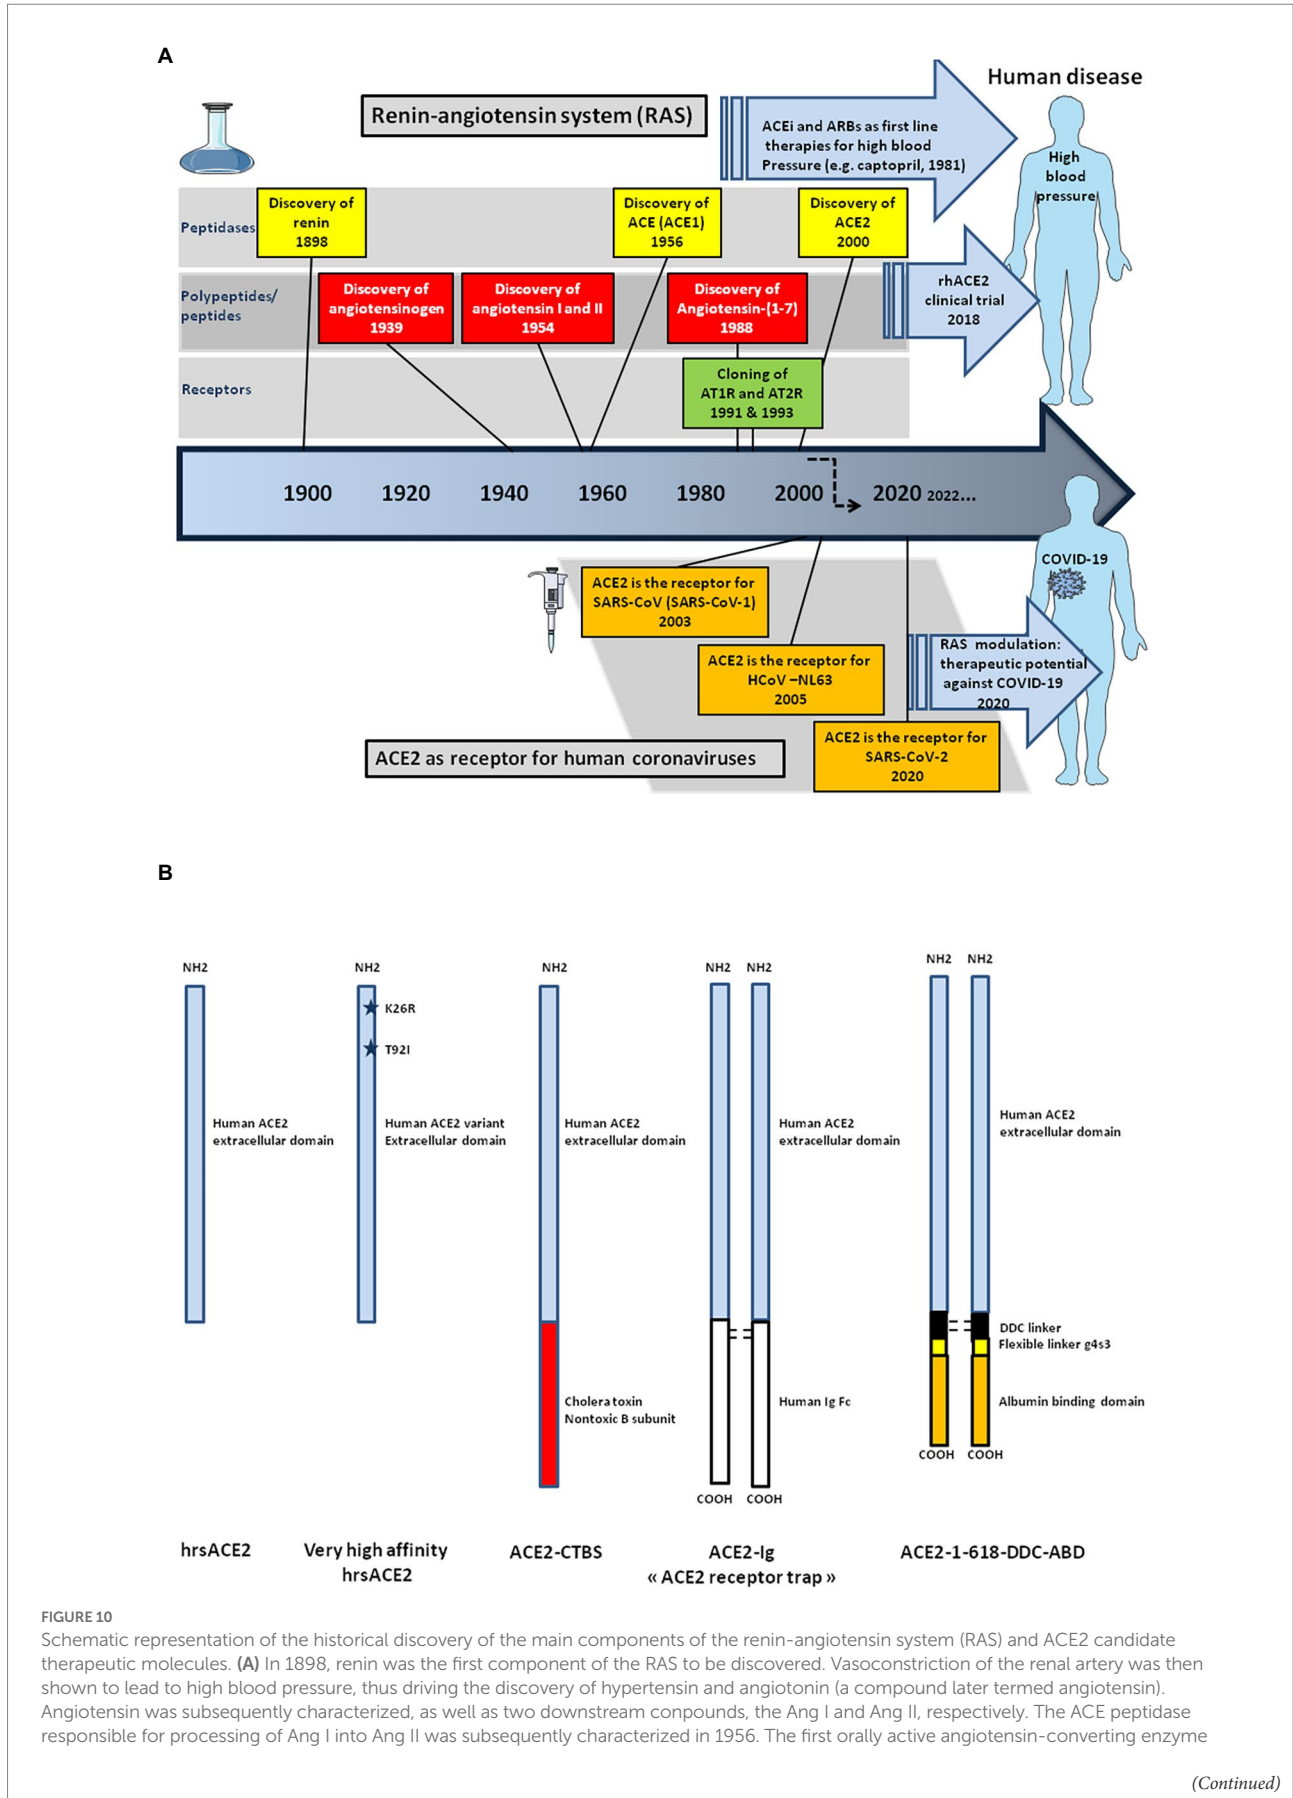 A
Human disease
Renin-angiotensin system (RAS)
ACEi and ARBs as first line
therapies for high blood
Pressure (e.g. captopril, 1981)
High
blood
pressure
Peptidases
Discovery of
renin
1898
Discovery of
ACE (ACE1)
1956
Discovery of
ACE2
2000
Polypeptides/
peptides
Discovery of
angiotensinogen
1939
Discovery of
angiotensin I and II
1954
Discovery of
Angiotensin-(1-7)
1988
rhACE2
clinical trial
2018
Receptors
Cloning of
AT1R and AT2R
1991 & 1993
1900 1920 1940 1960 1980 2000 2020 2022...
COVID-19
ACE2 is the receptor for
SARS-CoV (SARS-CoV-1)
2003
ACE2 is the receptor for
HCoV –NL63
2005
RAS modulation:
therapeutic potential
against COVID-19
2020
ACE2 is the receptor for
SARS-CoV-2
2020
ACE2 as receptor for human coronaviruses
B
NH2 NH2 NH2 NH2 NH2 NH2 NH2
K26R
T92I
Human ACE2
extracellular domain
Human ACE2 variant
Extracellular domain
Human ACE2
extracellular domain
Human ACE2
extracellular domain
Human ACE2
extracellular domain
DDC linker
Flexible linker g4s3
Cholera toxin
Nontoxic B subunit
Human Ig Fc
Albumin binding domain
COOH COOH
COOH COOH
hrsACE2
Very high affinity
hrsACE2
ACE2-CTBS
ACE2-Ig
« ACE2 receptor trap »
ACE2-1-618-DDC-ABD
FIGURE 10
Schematic representation of the historical discovery of the main components of the renin-angiotensin system (RAS) and ACE2 candidate
therapeutic molecules. (A) In 1898, renin was the first component of the RAS to be discovered. Vasoconstriction of the renal artery was then
shown to lead to high blood pressure, thus driving the discovery of hypertensin and angiotonin (a compound later termed angiotensin).
Angiotensin was subsequently characterized, as well as two downstream conpounds, the Ang I and Ang II, respectively. The ACE peptidase
responsible for processing of Ang I into Ang II was subsequently characterized in 1956. The first orally active angiotensin-converting enzyme
(Continued)